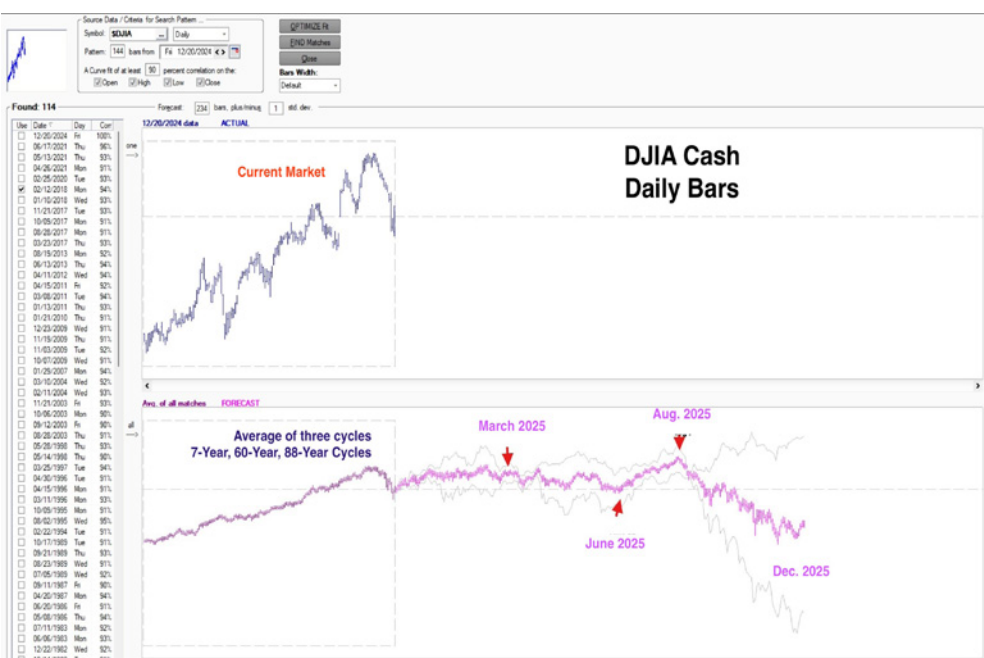 Source Data / Criteria for Search Pattern ...
Symbol: $DJIA ... Daily
Pattern: 144 bars from Fri 12/20/2024
A Curve fit of at least 90 percent correlation on the:
Open High Low Close
OPTIMIZE Fit
FIND Matches
Close
Bars Width:
Default
Found: 114
Forecast: 234 bars, plus/minus 1 std. dev.
Use Date Day Corr
12/20/2024 Fri 100%
06/17/2021 Thu 96%
05/13/2021 Thu 93%
04/26/2021 Mon 91%
02/25/2020 Tue 93%
02/12/2018 Mon 94%
01/10/2018 Wed 93%
11/21/2017 Tue 93%
10/09/2017 Mon 91%
08/28/2017 Mon 91%
03/23/2017 Thu 93%
08/19/2013 Mon 92%
06/13/2013 Thu 94%
04/11/2012 Wed 94%
04/15/2011 Fri 92%
03/08/2011 Tue 94%
01/13/2011 Thu 93%
01/21/2010 Thu 91%
12/23/2009 Wed 91%
11/19/2009 Thu 91%
11/03/2009 Tue 92%
10/07/2009 Wed 91%
01/29/2007 Mon 94%
03/10/2004 Wed 92%
02/11/2004 Wed 93%
11/21/2003 Fri 93%
10/06/2003 Mon 90%
09/12/2003 Fri 90%
08/28/2003 Thu 91%
05/28/1998 Thu 93%
05/14/1998 Thu 90%
03/25/1997 Tue 94%
04/30/1996 Tue 91%
04/15/1996 Mon 91%
03/11/1996 Mon 93%
10/09/1995 Mon 91%
08/02/1995 Wed 95%
02/22/1994 Tue 91%
10/17/1989 Tue 91%
09/21/1989 Thu 93%
08/23/1989 Wed 91%
07/05/1989 Wed 92%
09/11/1987 Fri 90%
04/20/1987 Mon 94%
06/20/1986 Fri 91%
05/08/1986 Thu 94%
07/11/1983 Mon 92%
06/06/1983 Mon 93%
12/22/1982 Wed 92%
one
all
12/20/2024 data ACTUAL
Current Market
DJIA Cash
Daily Bars
Avg. of all matches FORECAST
Average of three cycles
7-Year, 60-Year, 88-Year Cycles
March 2025
Aug. 2025
June 2025
Dec. 2025